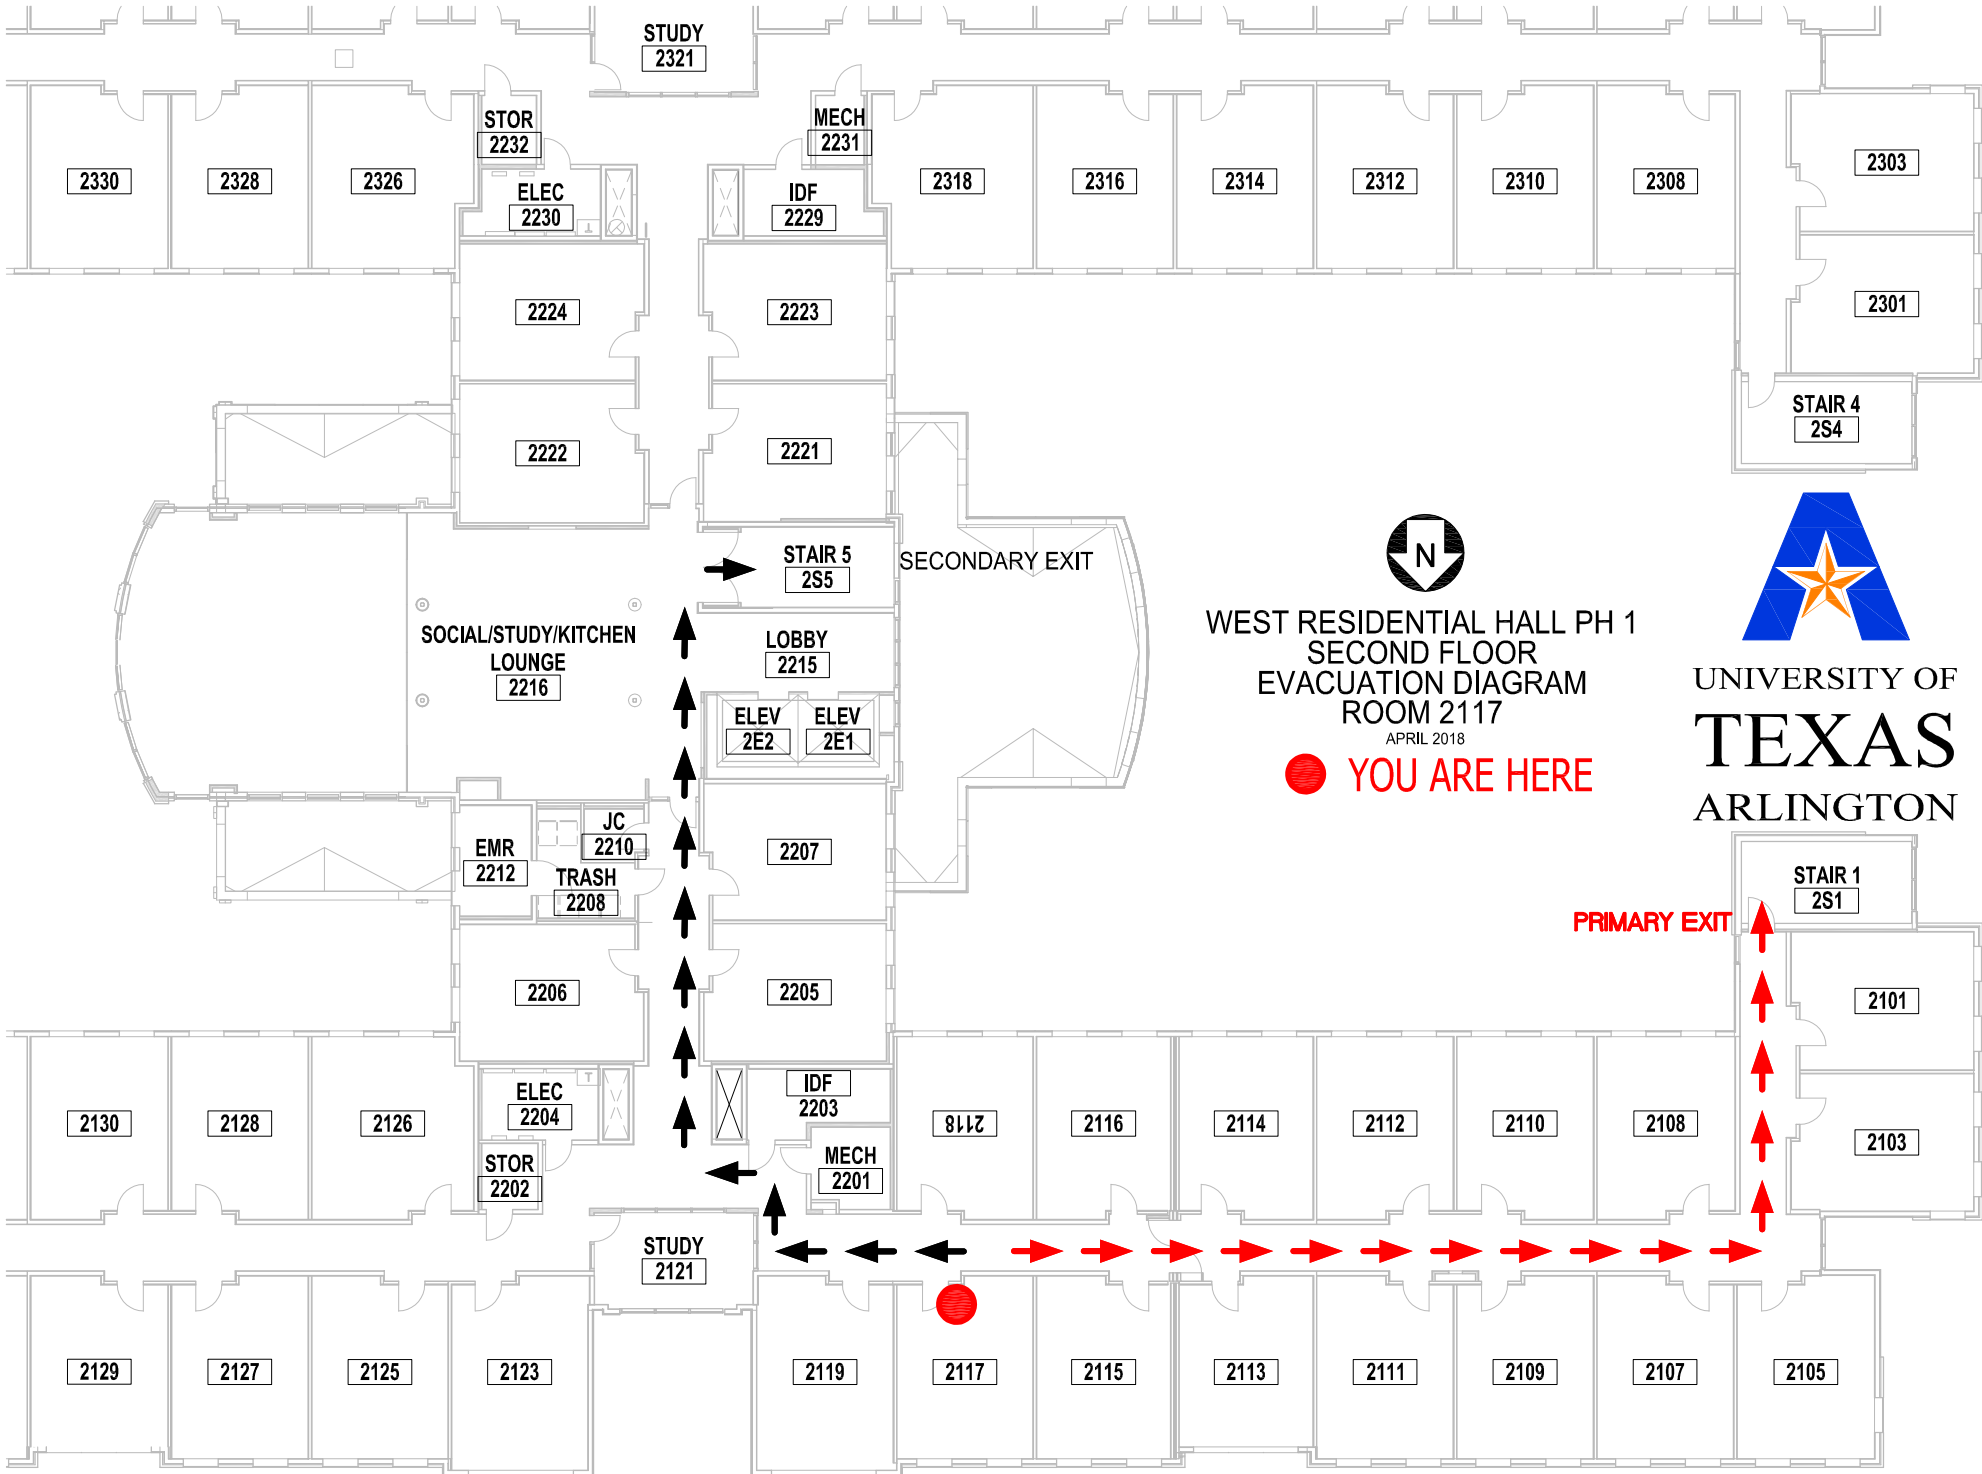 STUDY
2321
STOR
2232
MECH
2231
2330
2328
2326
ELEC
2230
IDF
2229
2318
2316
2314
2312
2310
2308
2303
2224
2223
2301
2222
2221
STAIR 4
2S4
STAIR 5
2S5
SECONDARY EXIT
N
SOCIAL/STUDY/KITCHEN
LOUNGE
2216
LOBBY
2215
WEST RESIDENTIAL HALL PH 1
SECOND FLOOR
EVACUATION DIAGRAM
ROOM 2117
APRIL 2018
YOU ARE HERE
UNIVERSITY OF
TEXAS
ARLINGTON
ELEV
2E2
ELEV
2E1
JC
2210
EMR
2212
TRASH
2208
2207
STAIR 1
2S1
PRIMARY EXIT
2206
2205
2101
ELEC
2204
T
IDF
2203
2130
2128
2126
2118
2116
2114
2112
2110
2108
2103
STOR
2202
MECH
2201
STUDY
2121
2129
2127
2125
2123
2119
2117
2115
2113
2111
2109
2107
2105